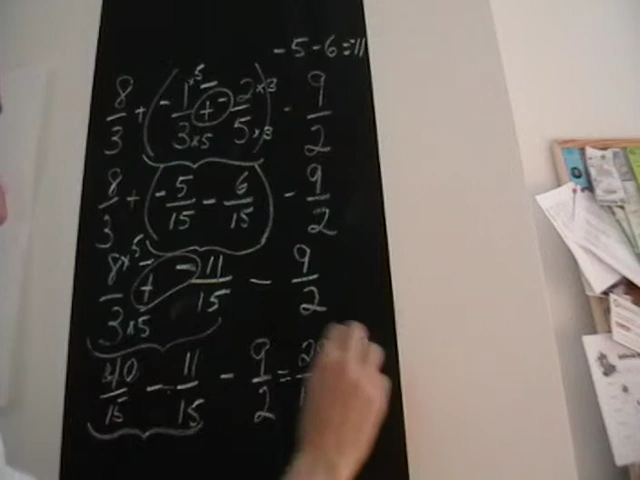 -5-6=-11
8/3 + (-1×5/3×5 + -2×3/5×3) - 9/2
8/3 + (-5/15 - 6/15) - 9/2
8×5/3×5 + -11/15 - 9/2
40/15 - 11/15 - 9/2 =